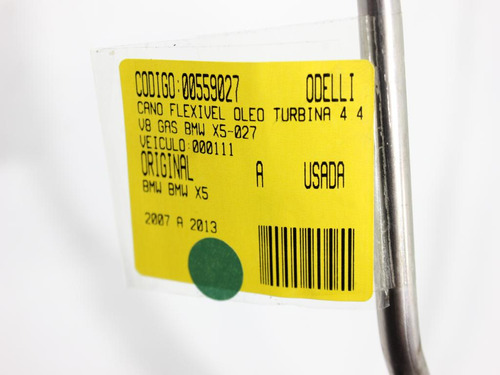 CODIGO:00559027 ODELLI
CANO FLEXIVEL OLEO TURBINA 4 4
V8 GAS BMW X5-027
VEICULO:000111
ORIGINAL A USADA
BMW BMW X5
2007 A 2013